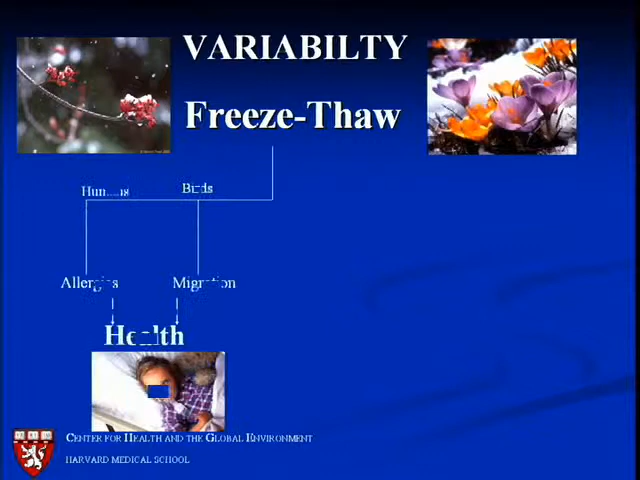 VARIABILTY
Freeze-Thaw
Humans Birds
Allergies Migration
Health
CENTER FOR HEALTH AND THE GLOBAL ENVIRONMENT
HARVARD MEDICAL SCHOOL